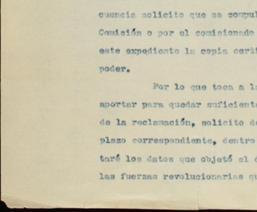 cuencia solicito que se compul
Comisión o por el comisionado
este expediente la copia certi
poder.
Por lo que toca a l
aportar para quedar suficiente
de la reclamación, solicito d
plazo correspondiente, dentro
taré los datos que objetó el
las fuerzas revolucionarias qu